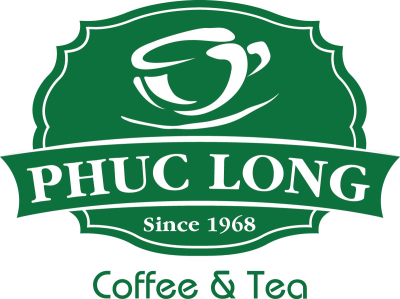 PHUC LONG
Since 1968
Coffee & Tea